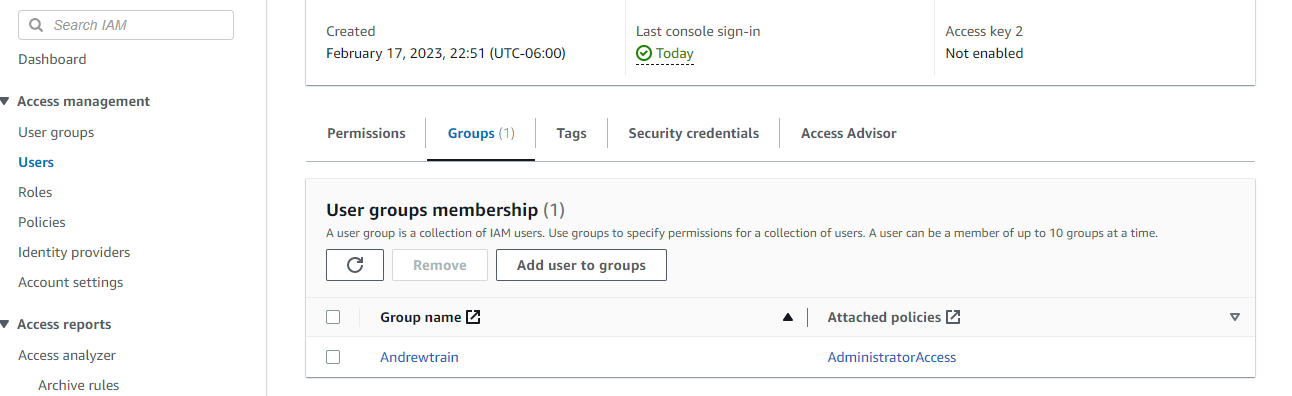 Search IAM
Dashboard
Access management
User groups
Users
Roles
Policies
Identity providers
Account settings
Access reports
Access analyzer
Archive rules
Created
February 17, 2023, 22:51 (UTC-06:00)
Last console sign-in
Today
Access key 2
Not enabled
Permissions
Groups (1)
Tags
Security credentials
Access Advisor
User groups membership (1)
A user group is a collection of IAM users. Use groups to specify permissions for a collection of users. A user can be a member of up to 10 groups at a time.
Remove
Add user to groups
Group name
Attached policies
Andrewtrain
AdministratorAccess